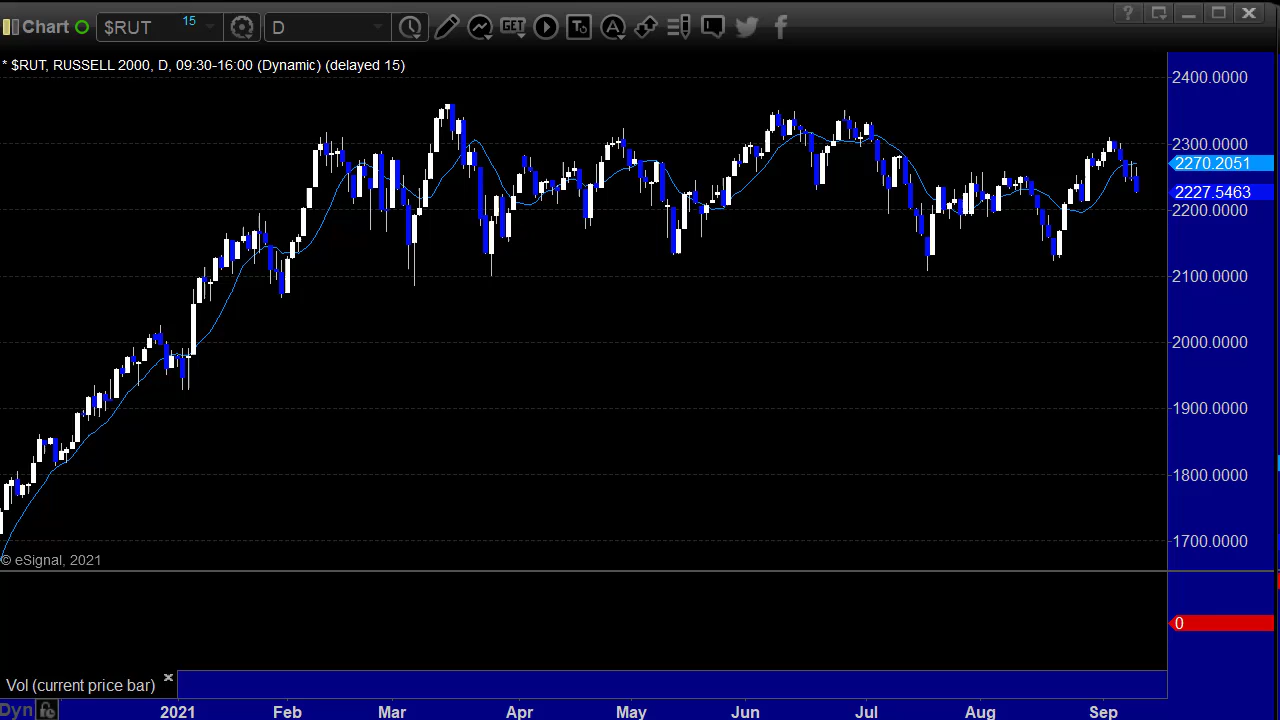 Chart $RUT 15 D GET T A ?
* $RUT, RUSSELL 2000, D, 09:30-16:00 (Dynamic) (delayed 15)
2400.0000
2300.0000
2270.2051
2227.5463
2200.0000
2100.0000
2000.0000
1900.0000
1800.0000
1700.0000
© eSignal, 2021
0
Vol (current price bar)
Dyn 2021 Feb Mar Apr May Jun Jul Aug Sep